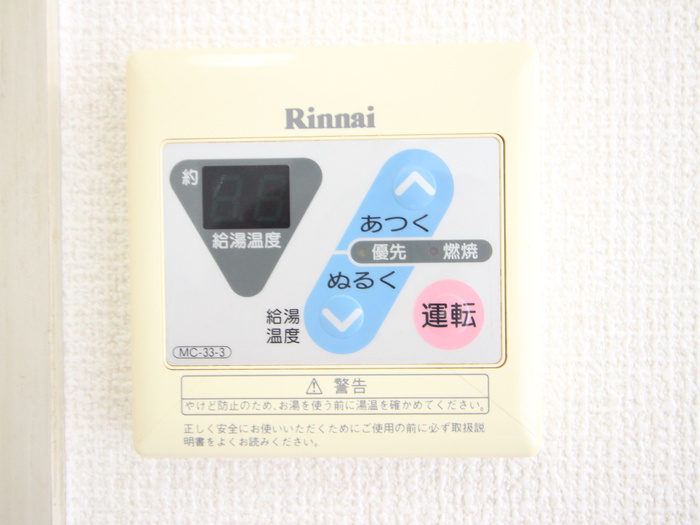 Rinnai
約
給湯温度
あつく
優先 燃焼
ぬるく
給湯
温度
運転
MC-33-3
⚠ 警告
やけど防止のため、お湯を使う前に湯温を確かめてください。
正しく安全にお使いいただくためにご使用の前に必ず取扱説
明書をよくお読みください。